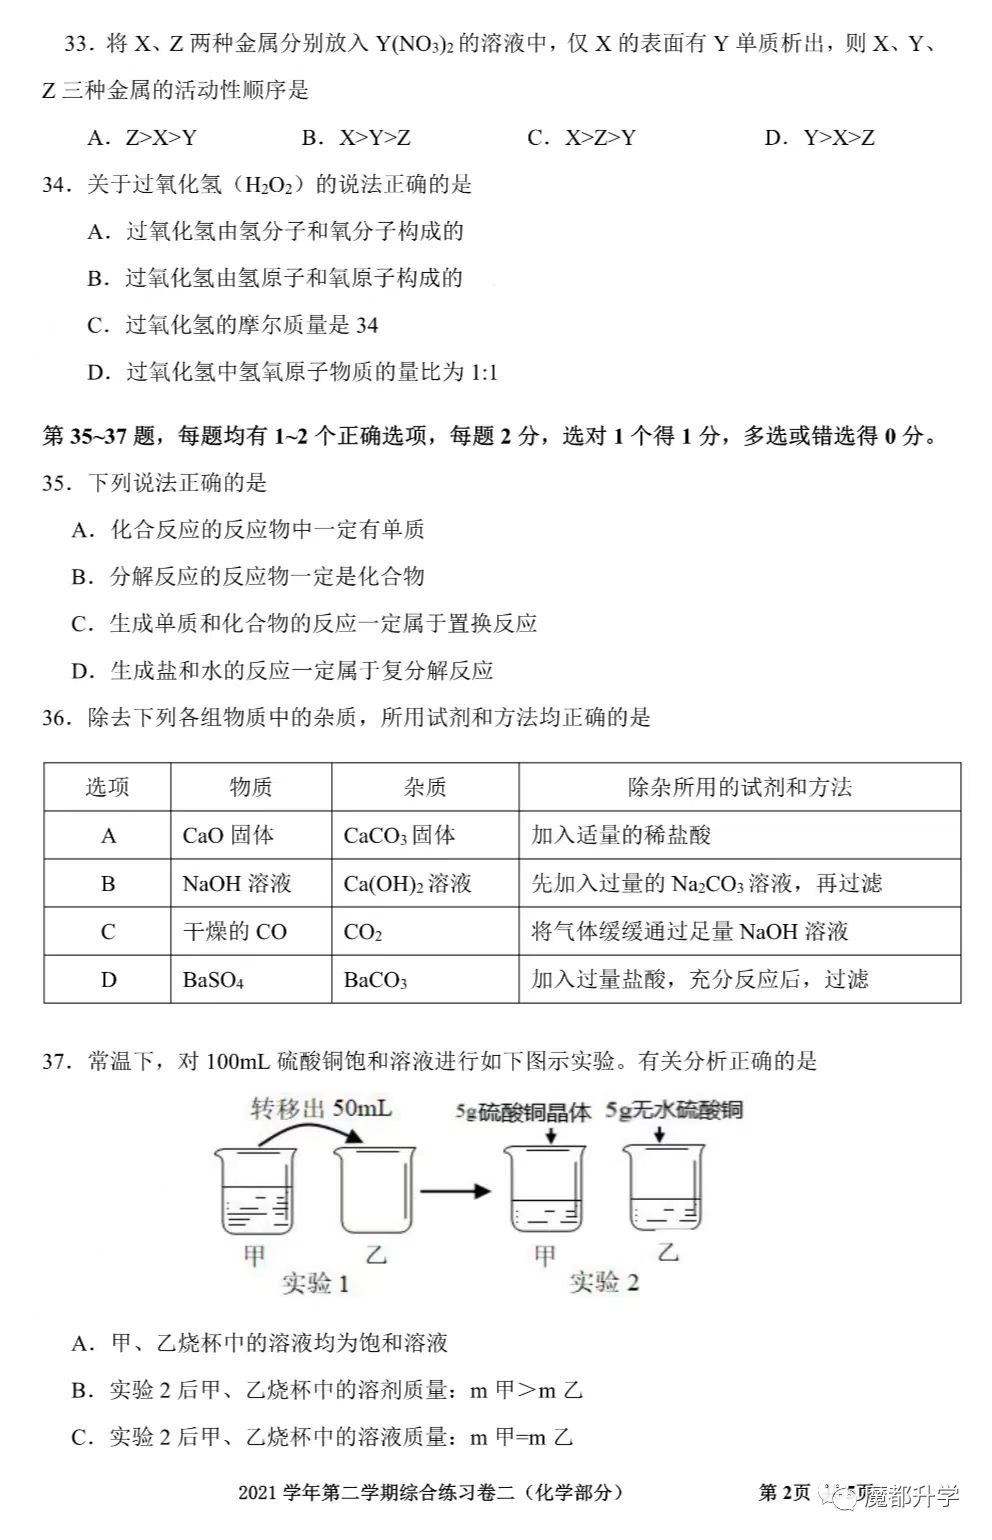 33．将 X、Z 两种金属分别放入 Y(NO₃)₂的溶液中，仅 X 的表面有 Y 单质析出，则 X、Y、
Z 三种金属的活动性顺序是
A．Z>X>Y B．X>Y>Z C．X>Z>Y D．Y>X>Z
34．关于过氧化氢（H₂O₂）的说法正确的是
A．过氧化氢由氢分子和氧分子构成的
B．过氧化氢由氢原子和氧原子构成的
C．过氧化氢的摩尔质量是 34
D．过氧化氢中氢氧原子物质的量比为 1:1
第 35~37 题，每题均有 1~2 个正确选项，每题 2 分，选对 1 个得 1 分，多选或错选得 0 分。
35．下列说法正确的是
A．化合反应的反应物中一定有单质
B．分解反应的反应物一定是化合物
C．生成单质和化合物的反应一定属于置换反应
D．生成盐和水的反应一定属于复分解反应
36．除去下列各组物质中的杂质，所用试剂和方法均正确的是
选项 物质 杂质 除杂所用的试剂和方法
A CaO 固体 CaCO₃固体 加入适量的稀盐酸
B NaOH 溶液 Ca(OH)₂溶液 先加入过量的 Na₂CO₃溶液，再过滤
C 干燥的 CO CO₂ 将气体缓缓通过足量 NaOH 溶液
D BaSO₄ BaCO₃ 加入过量盐酸，充分反应后，过滤
37．常温下，对 100mL 硫酸铜饱和溶液进行如下图示实验。有关分析正确的是
转移出 50mL 5g硫酸铜晶体 5g无水硫酸铜
甲 乙 甲 乙
实验 1 实验 2
A．甲、乙烧杯中的溶液均为饱和溶液
B．实验 2 后甲、乙烧杯中的溶剂质量：m 甲＞m 乙
C．实验 2 后甲、乙烧杯中的溶液质量：m 甲=m 乙
2021 学年第二学期综合练习卷二（化学部分） 第 2页 5页
魔都升学